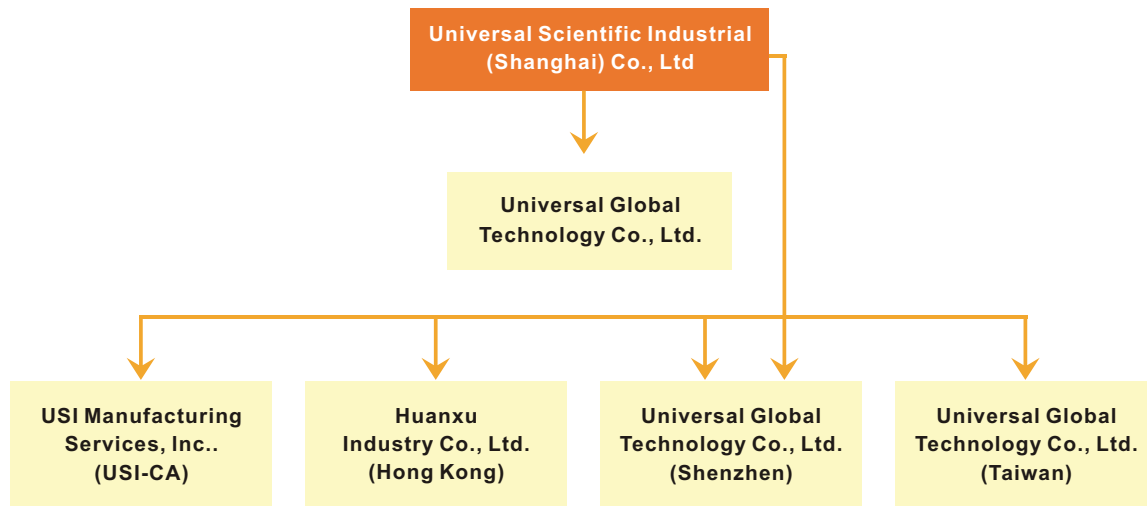 Universal Scientific Industrial
(Shanghai) Co., Ltd
Universal Global
Technology Co., Ltd.
USI Manufacturing
Services, Inc..
(USI-CA)
Huanxu
Industry Co., Ltd.
(Hong Kong)
Universal Global
Technology Co., Ltd.
(Shenzhen)
Universal Global
Technology Co., Ltd.
(Taiwan)